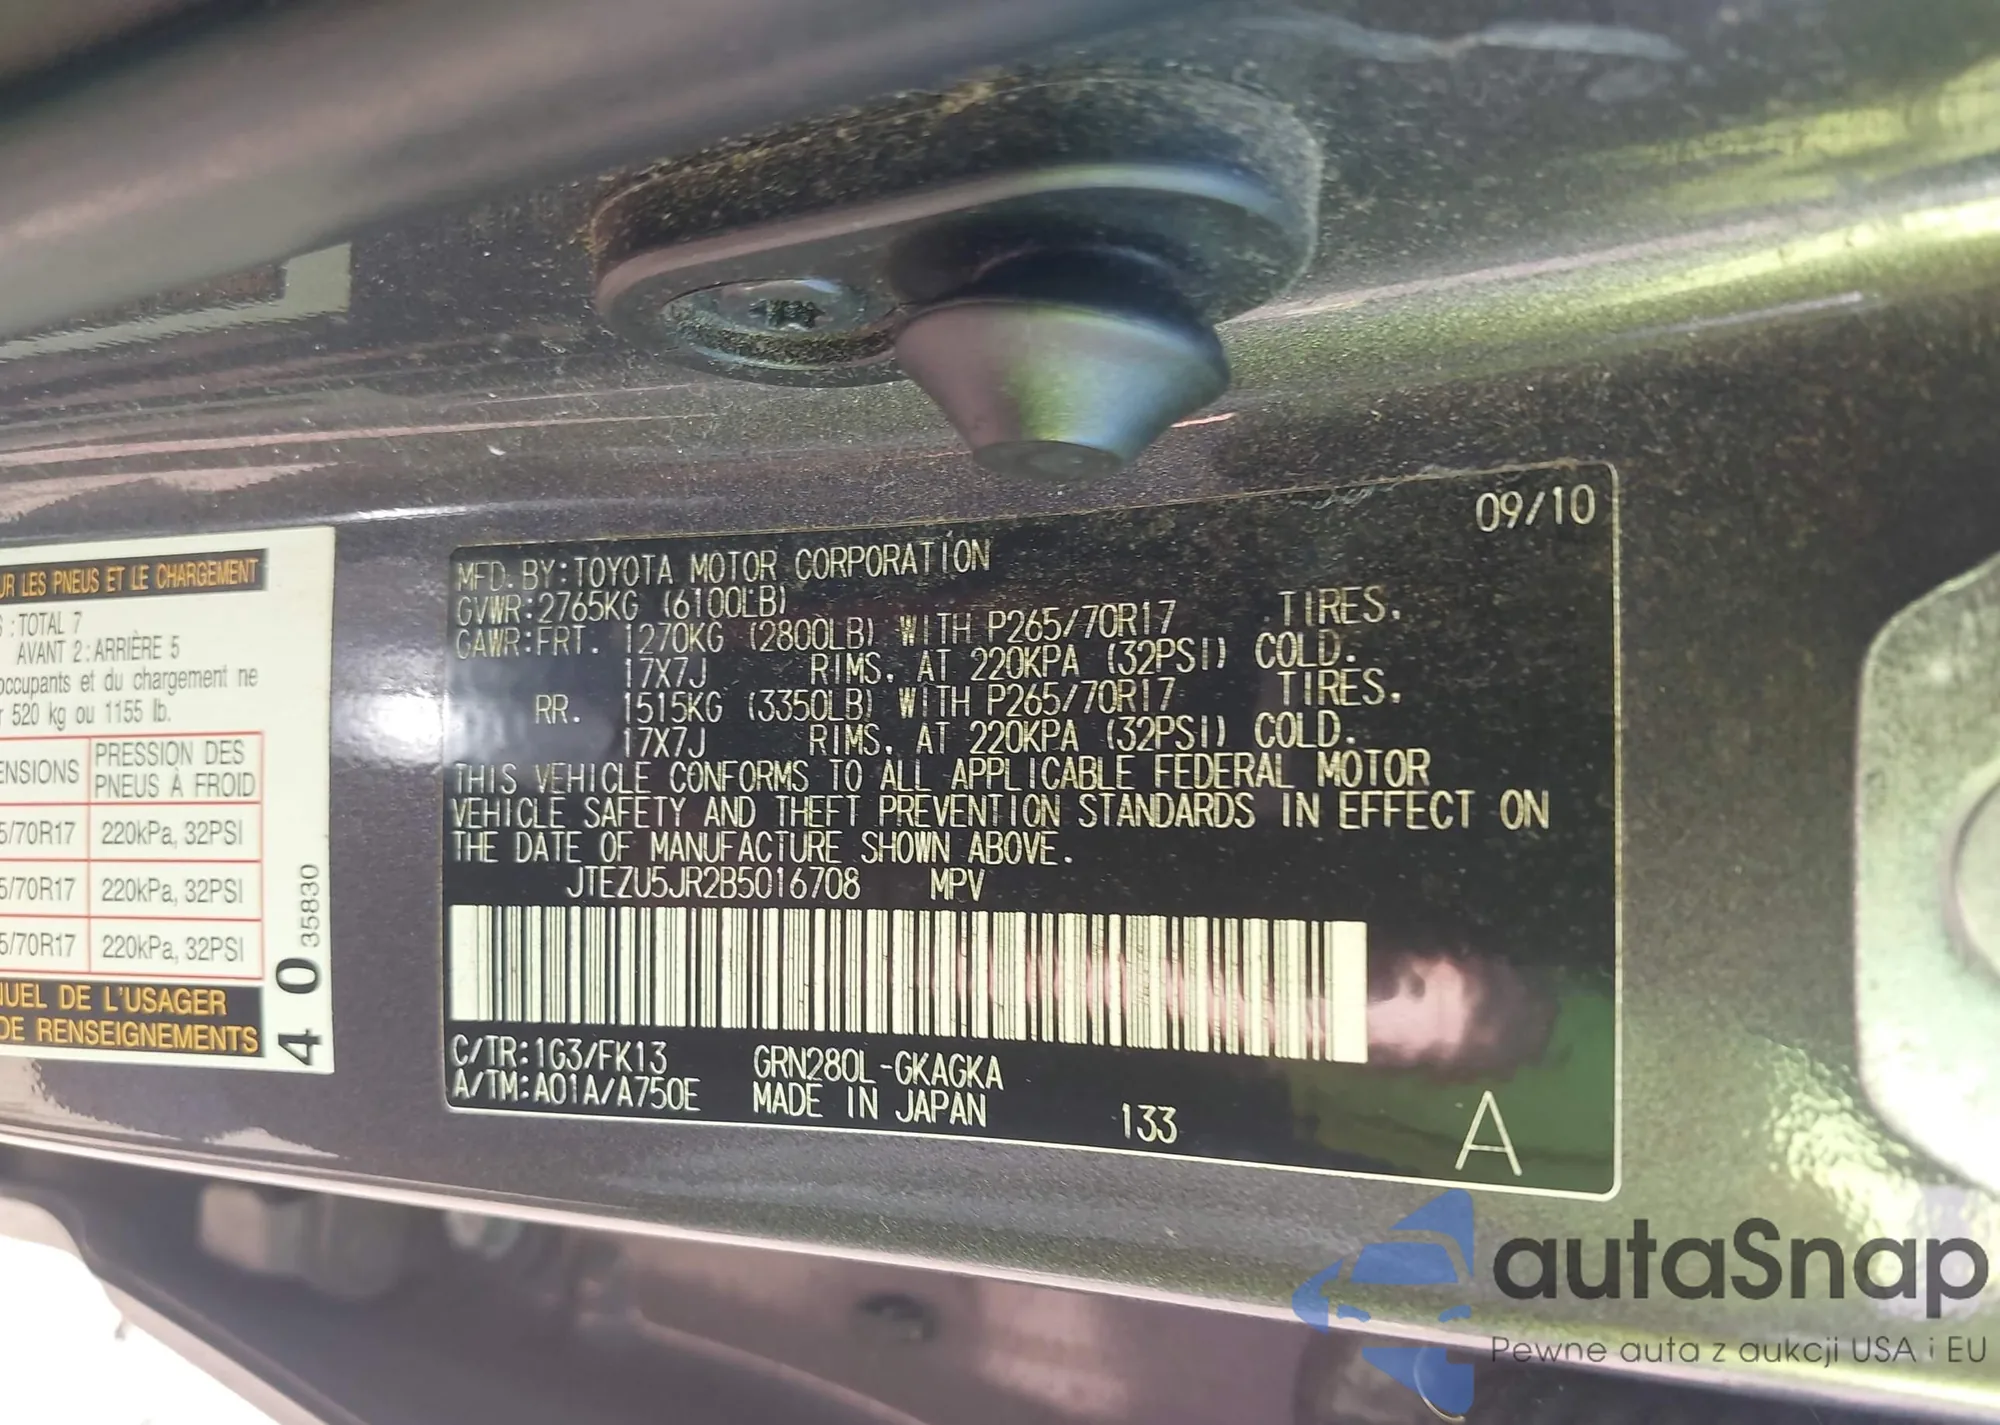 UR LES PNEUS ET LE CHARGEMENT
: TOTAL 7
AVANT 2: ARRIÈRE 5
occupants et du chargement ne
r 520 kg ou 1155 lb.
ENSIONS PRESSION DES PNEUS À FROID
5/70R17 220kPa, 32PSI
5/70R17 220kPa, 32PSI
5/70R17 220kPa, 32PSI
NUEL DE L'USAGER
DE RENSEIGNEMENTS
40 35830
09/10
MFD. BY: TOYOTA MOTOR CORPORATION
GVWR: 2765KG (6100LB)
GAWR: FRT. 1270KG (2800LB) WITH P265/70R17 TIRES.
17X7J RIMS. AT 220KPA (32PSI) COLD.
RR. 1515KG (3350LB) WITH P265/70R17 TIRES.
17X7J RIMS. AT 220KPA (32PSI) COLD.
THIS VEHICLE CONFORMS TO ALL APPLICABLE FEDERAL MOTOR
VEHICLE SAFETY AND THEFT PREVENTION STANDARDS IN EFFECT ON
THE DATE OF MANUFACTURE SHOWN ABOVE.
JTEZU5JR2B5016708 MPV
C/TR: 1G3/FK13 GRN280L-GKAGKA
A/TM: A01A/A750E MADE IN JAPAN 133 A
autaSnap
Pewne auta z aukcji USA i EU